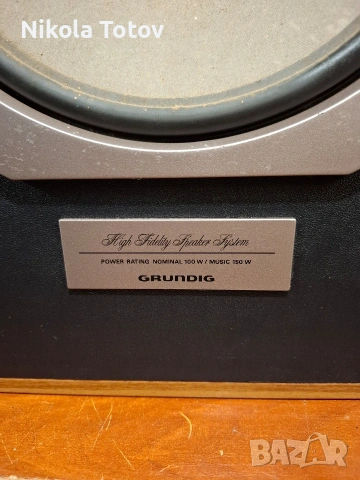 Nikola Totov
High Fidelity Speaker System
POWER RATING NOMINAL 100 W / MUSIC 150 W
GRUNDIG
BAZAR